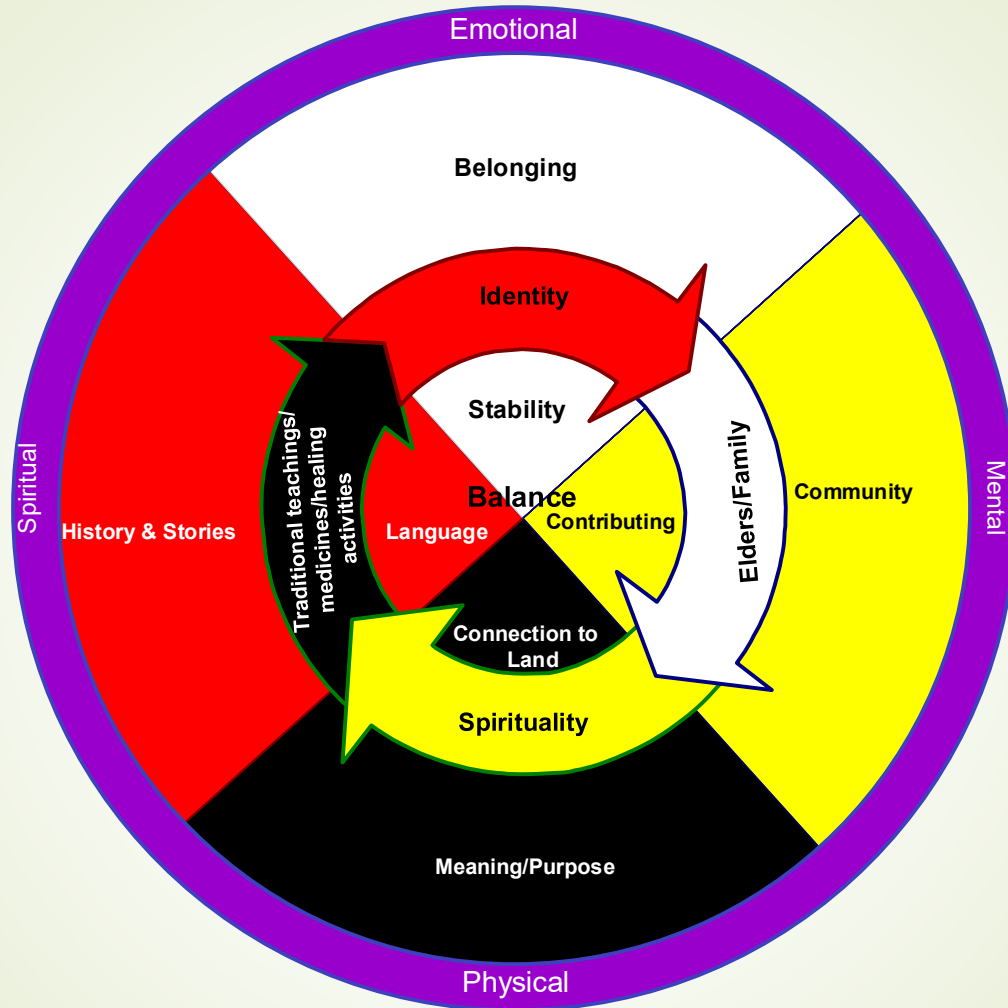 Emotional
Belonging
Identity
Stability
Balance
Contributing
Community
Elders/Family
Mental
Spiritual
History & Stories
Traditional teachings/
medicines/healing
activities
Language
Connection to
Land
Spirituality
Meaning/Purpose
Physical